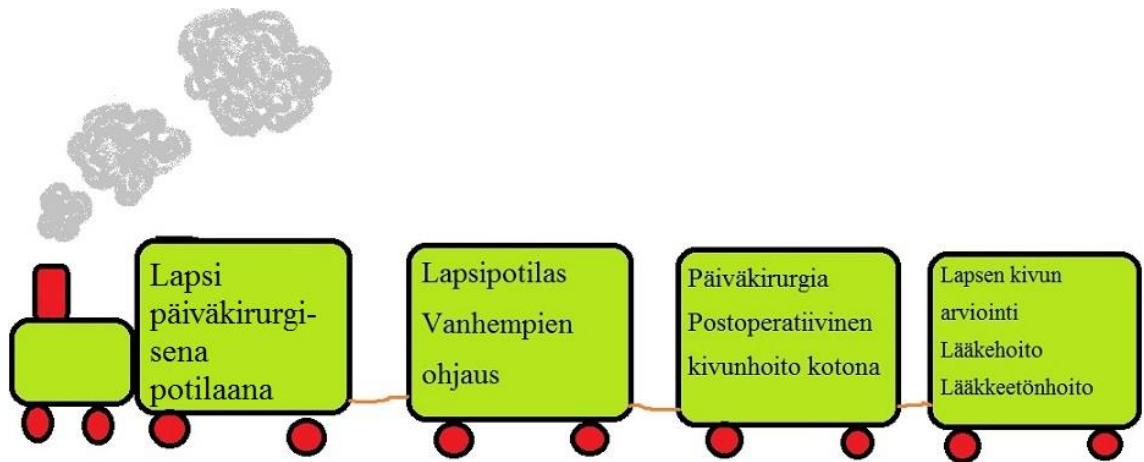 Lapsi
päiväkirurgi-
sena
potilaana
Lapsipotilas
Vanhempien
ohjaus
Päiväkirurgia
Postoperatiivinen
kivunhoito kotona
Lapsen kivun
arviointi
Lääkehoito
Lääkkeetönhoito